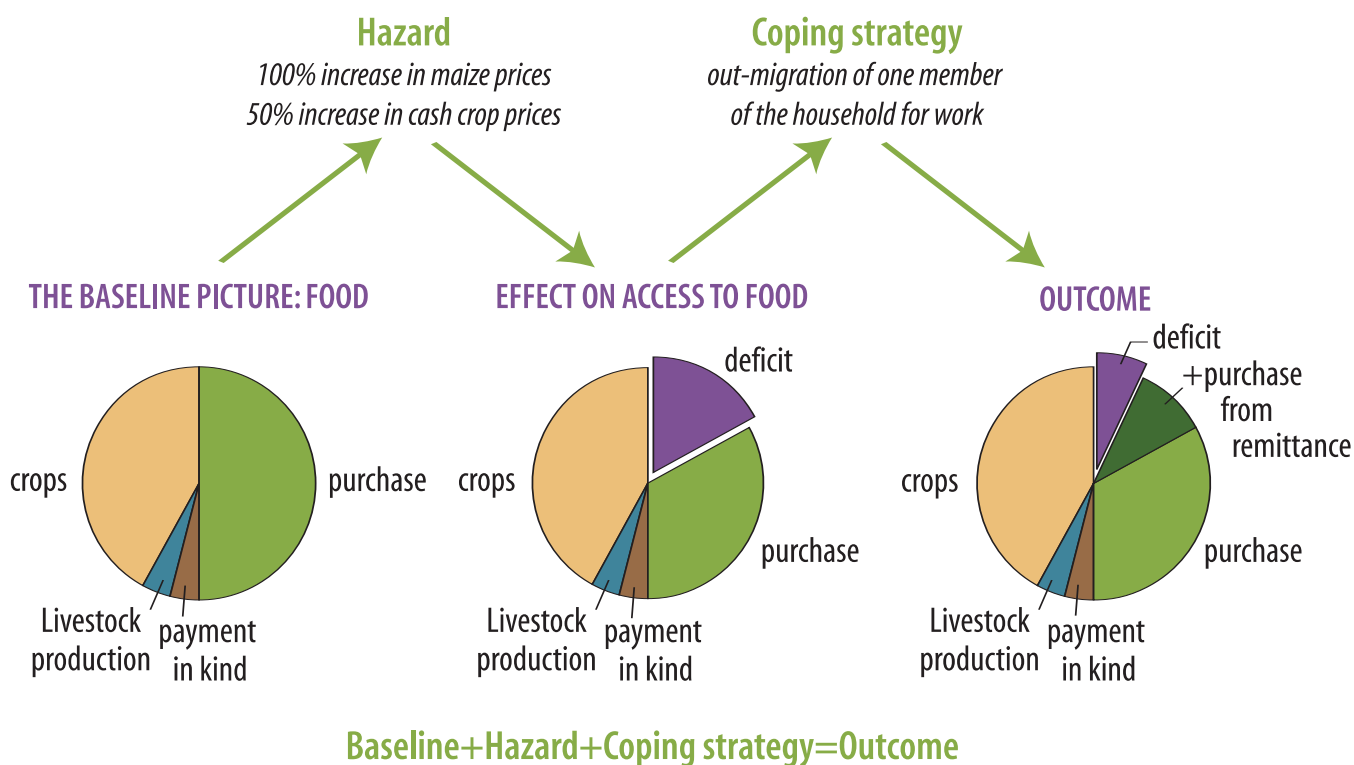 Hazard
100% increase in maize prices
50% increase in cash crop prices
Coping strategy
out-migration of one member
of the household for work
THE BASELINE PICTURE: FOOD
crops
purchase
Livestock
production
payment
in kind
EFFECT ON ACCESS TO FOOD
deficit
crops
purchase
Livestock
production
payment
in kind
OUTCOME
deficit
+purchase
from
remittance
crops
purchase
Livestock
production
payment
in kind
Baseline+Hazard+Coping strategy=Outcome